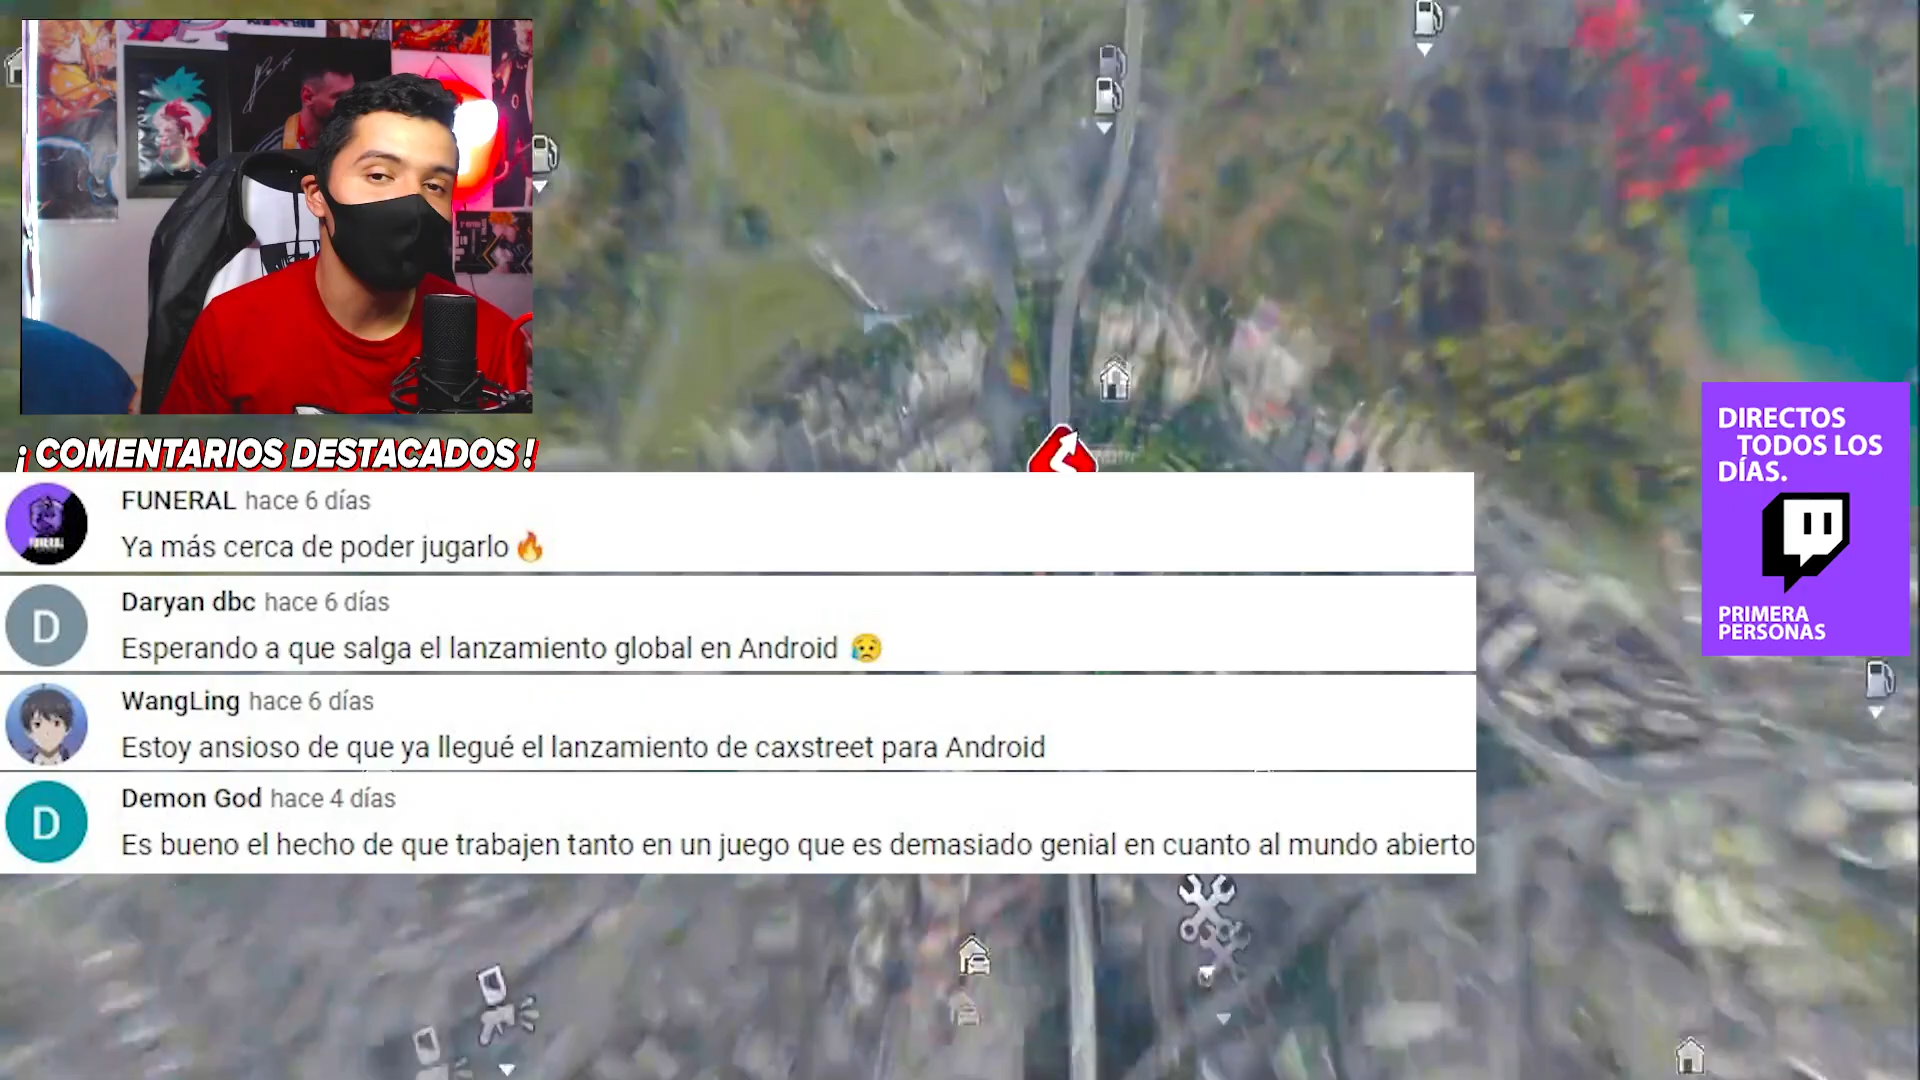 ¡ COMENTARIOS DESTACADOS !
FUNERAL hace 6 días
Ya más cerca de poder jugarlo 🔥
D
Daryan dbc hace 6 días
Esperando a que salga el lanzamiento global en Android 😥
WangLing hace 6 días
Estoy ansioso de que ya llegué el lanzamiento de caxstreet para Android
D
Demon God hace 4 días
Es bueno el hecho de que trabajen tanto en un juego que es demasiado genial en cuanto al mundo abierto
DIRECTOS
TODOS LOS
DÍAS.
PRIMERA
PERSONAS